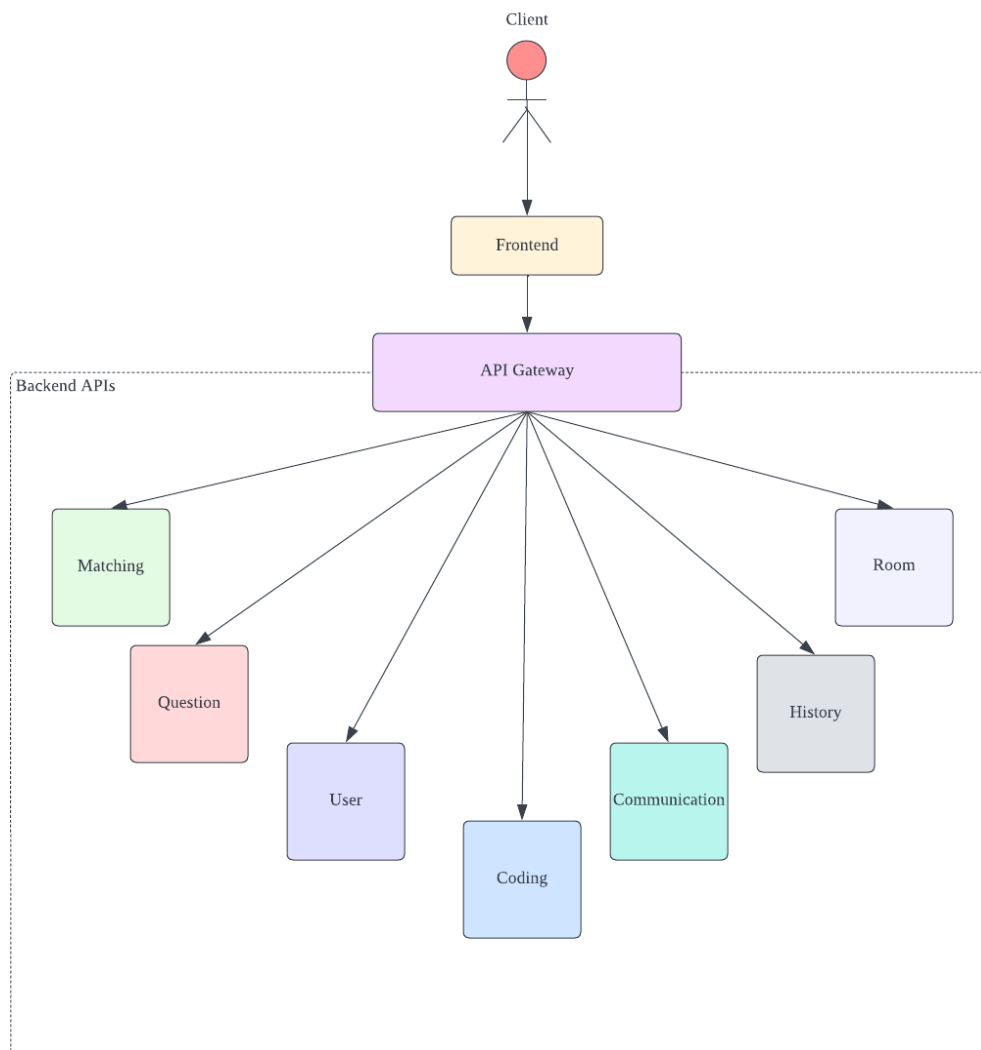 Client
Frontend
API Gateway
Backend APIs
Matching
Room
Question
History
User
Communication
Coding